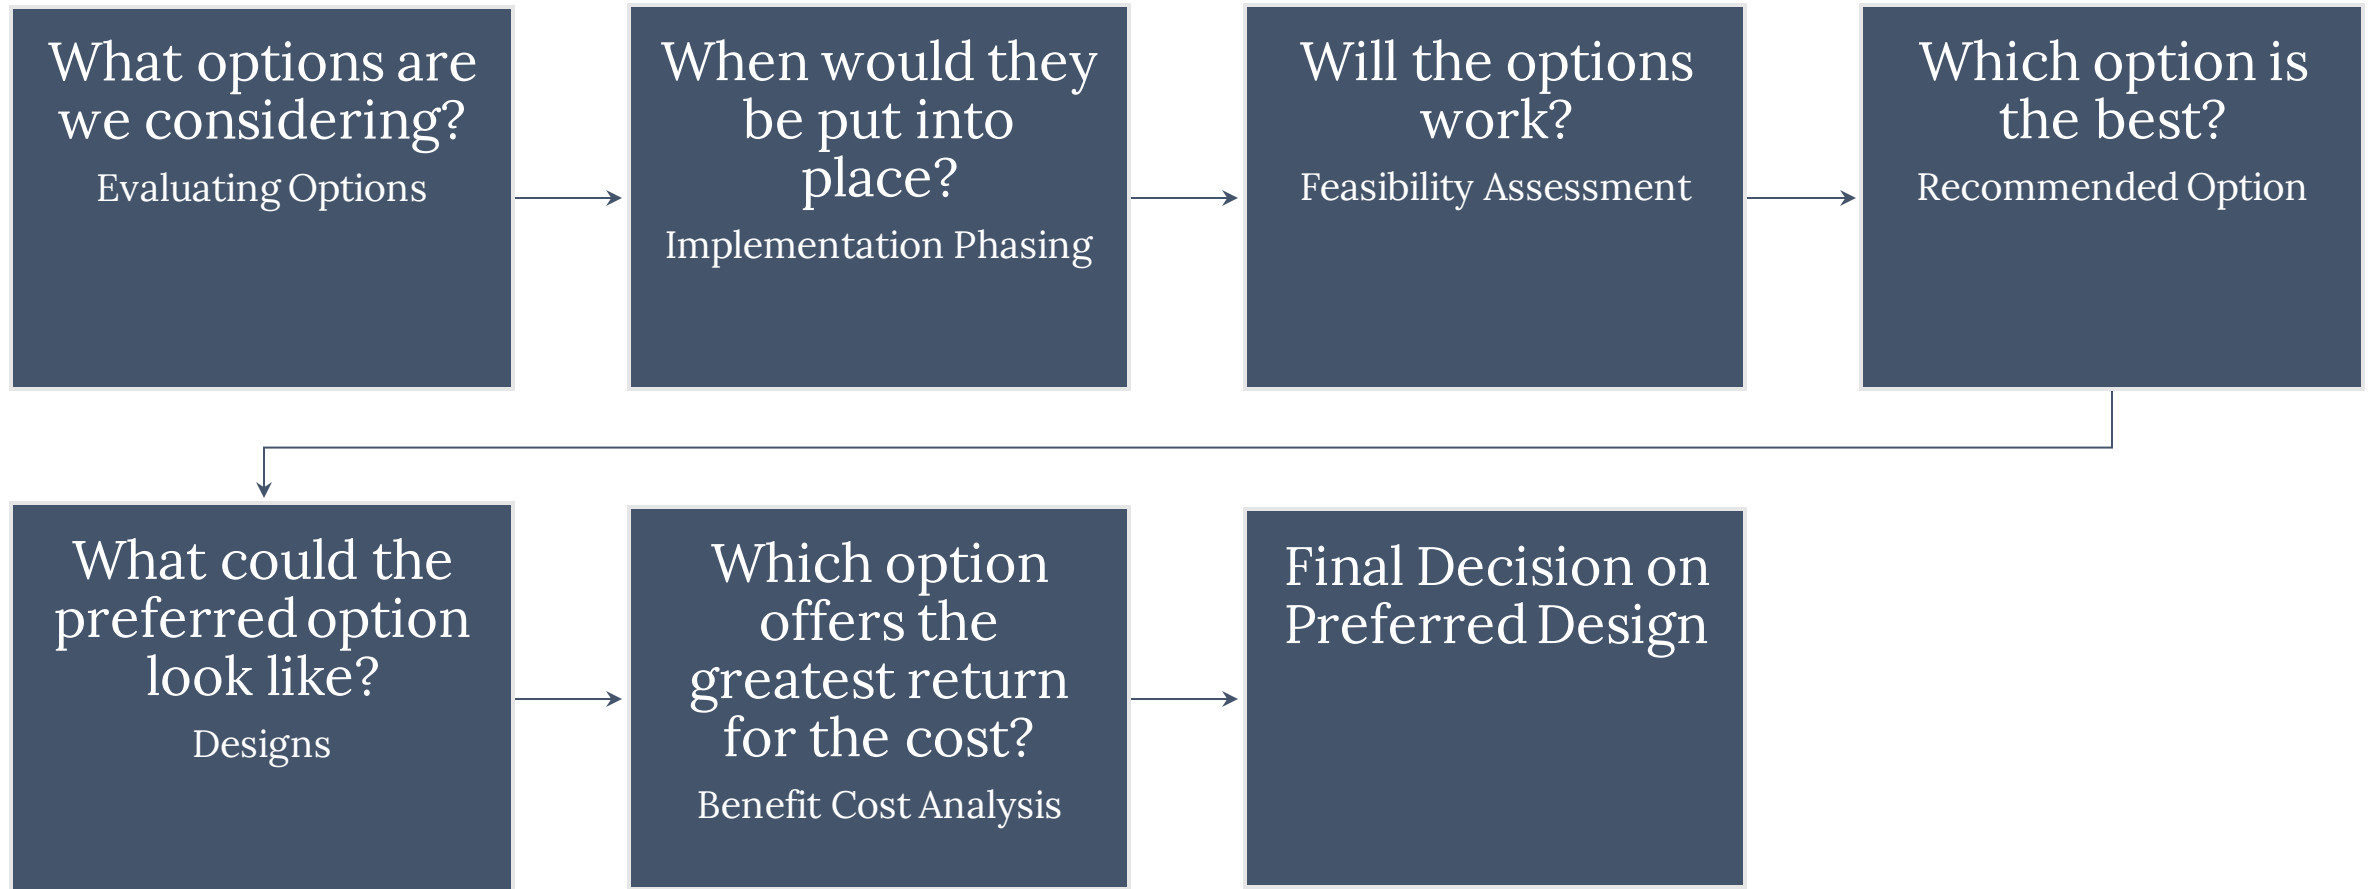 What options are
we considering?
Evaluating Options
When would they
be put into
place?
Implementation Phasing
Will the options
work?
Feasibility Assessment
Which option is
the best?
Recommended Option
What could the
preferred option
look like?
Designs
Which option
offers the
greatest return
for the cost?
Benefit Cost Analysis
Final Decision on
Preferred Design